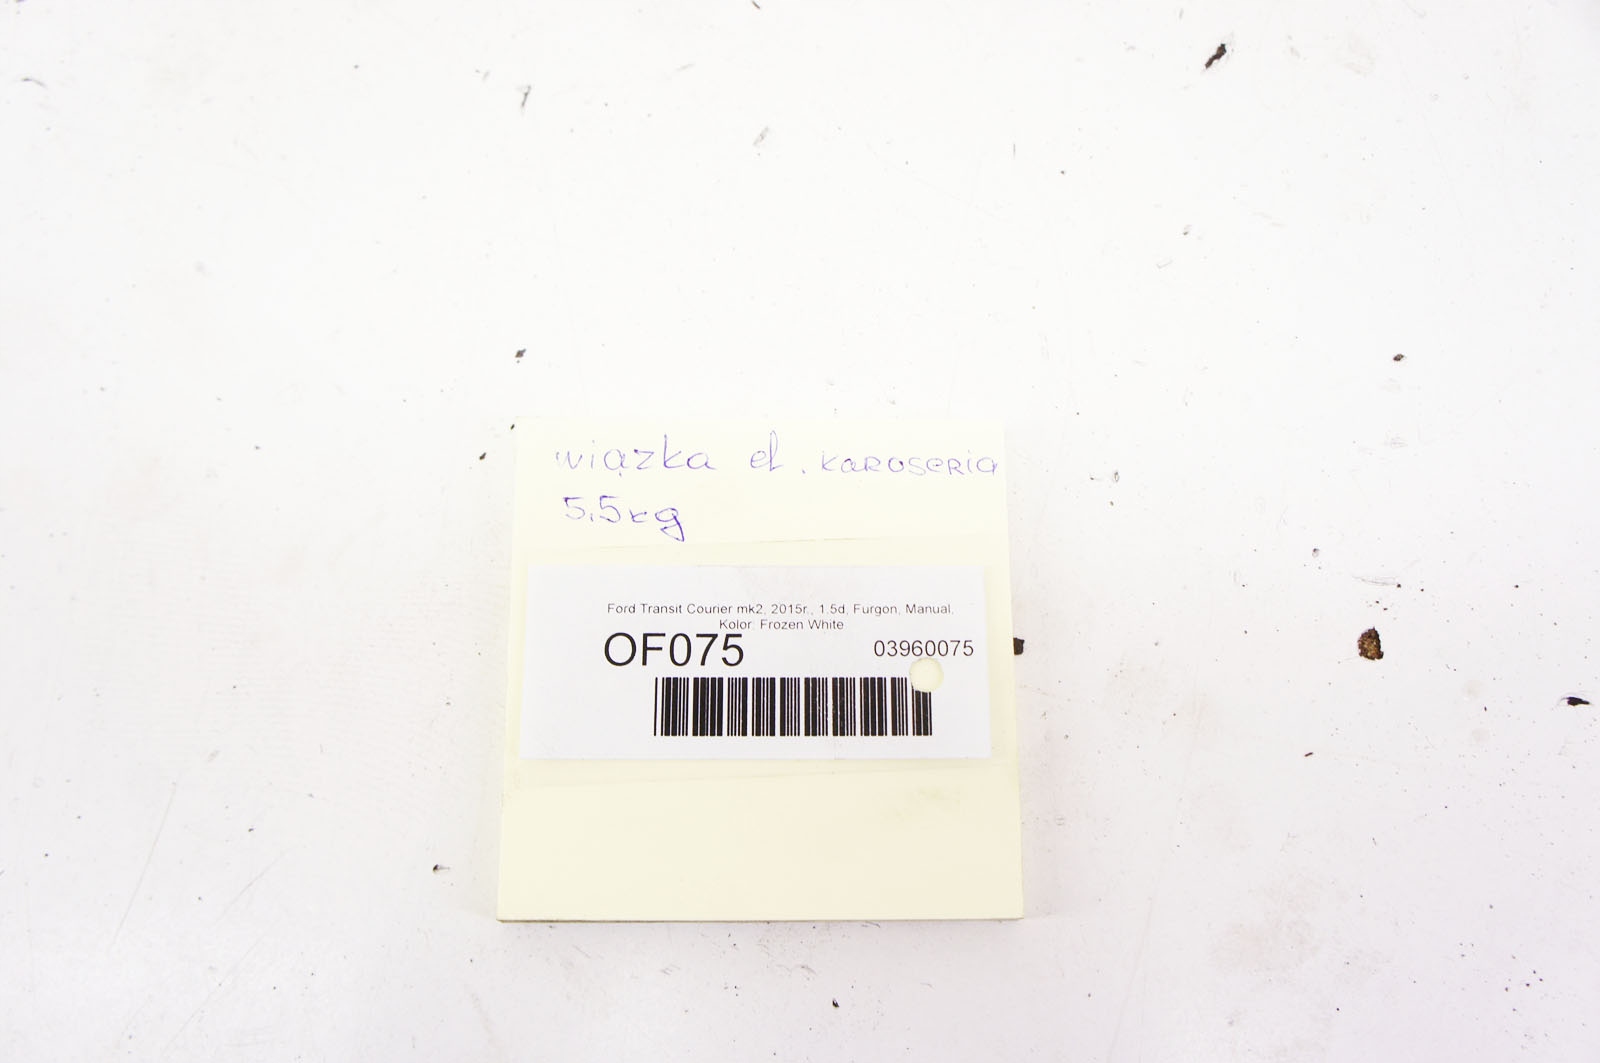 wiązka el. karoseria
5,5kg
Ford Transit Courier mk2, 2015r., 1.5d, Furgon, Manual,
Kolor: Frozen White
OF075 03960075